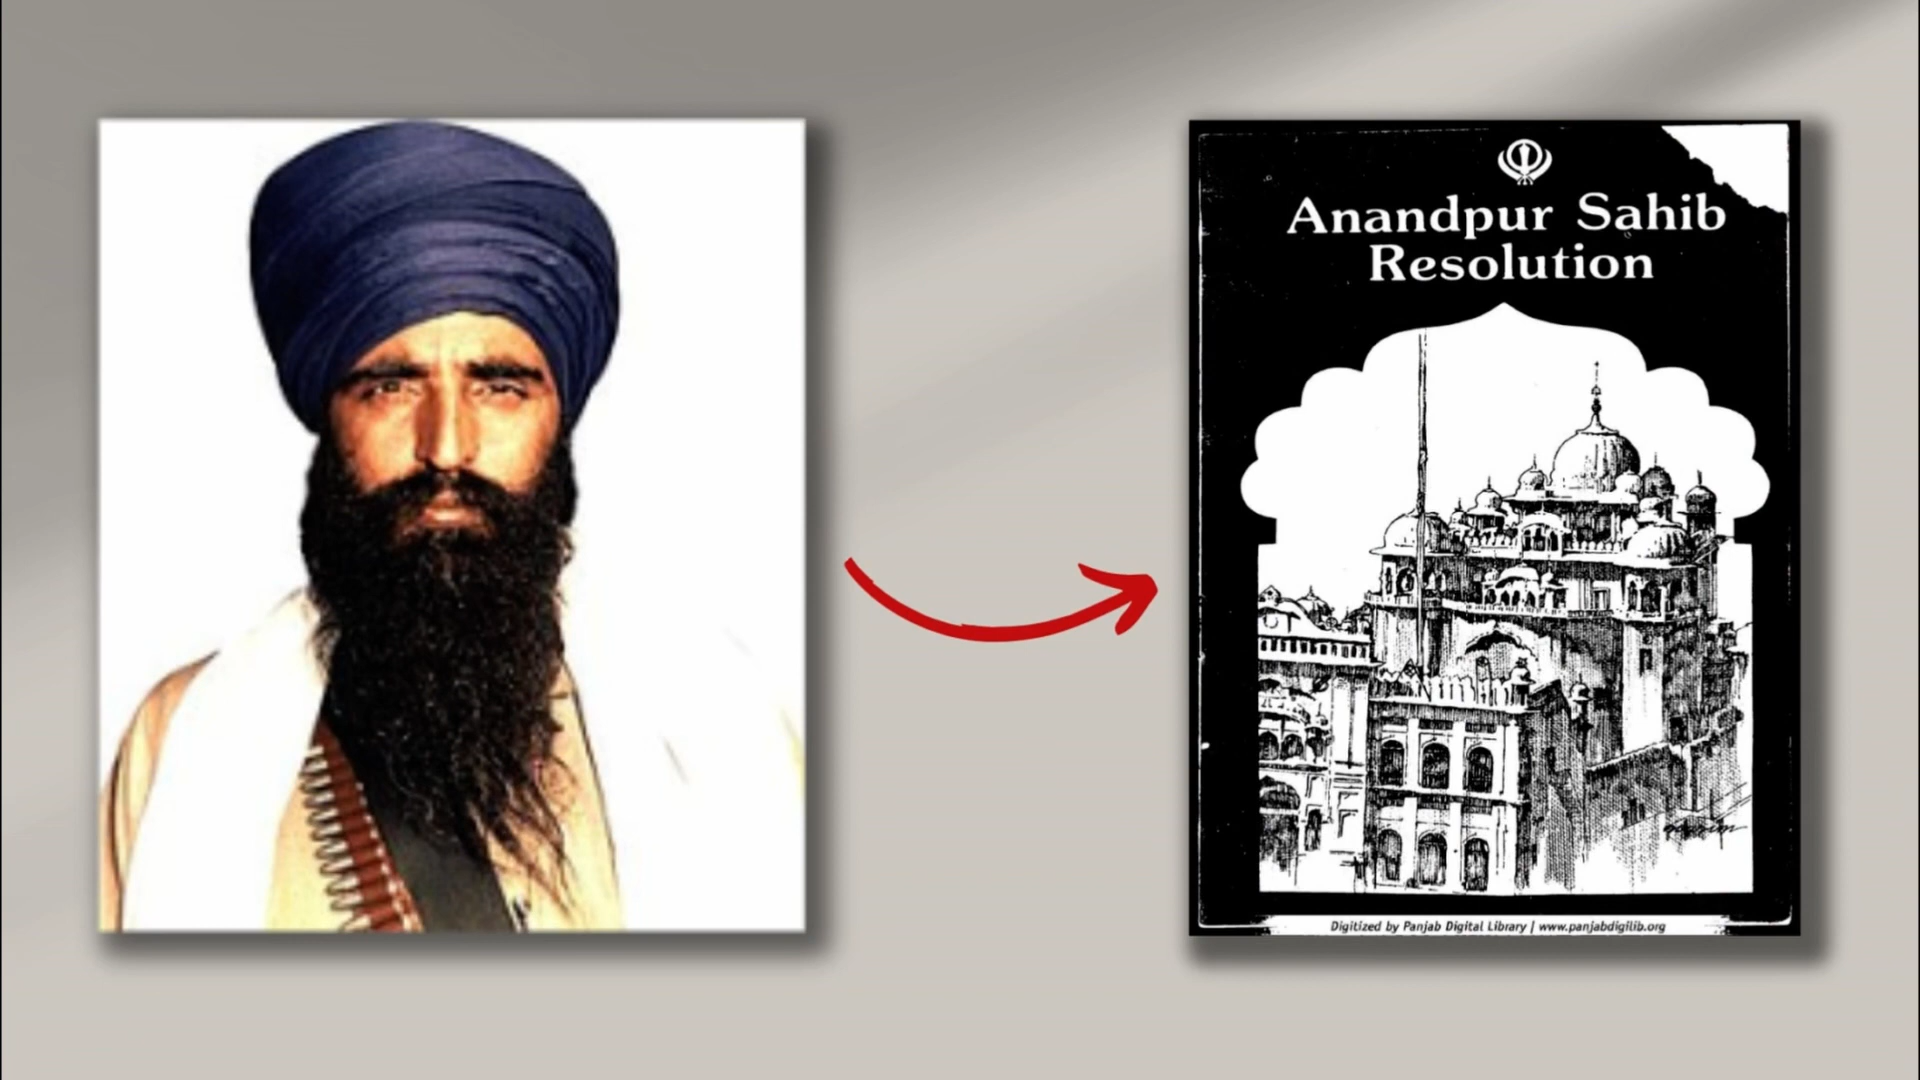 Anandpur Sahib
Resolution
Digitized by Panjab Digital Library | www.panjabdigilib.org